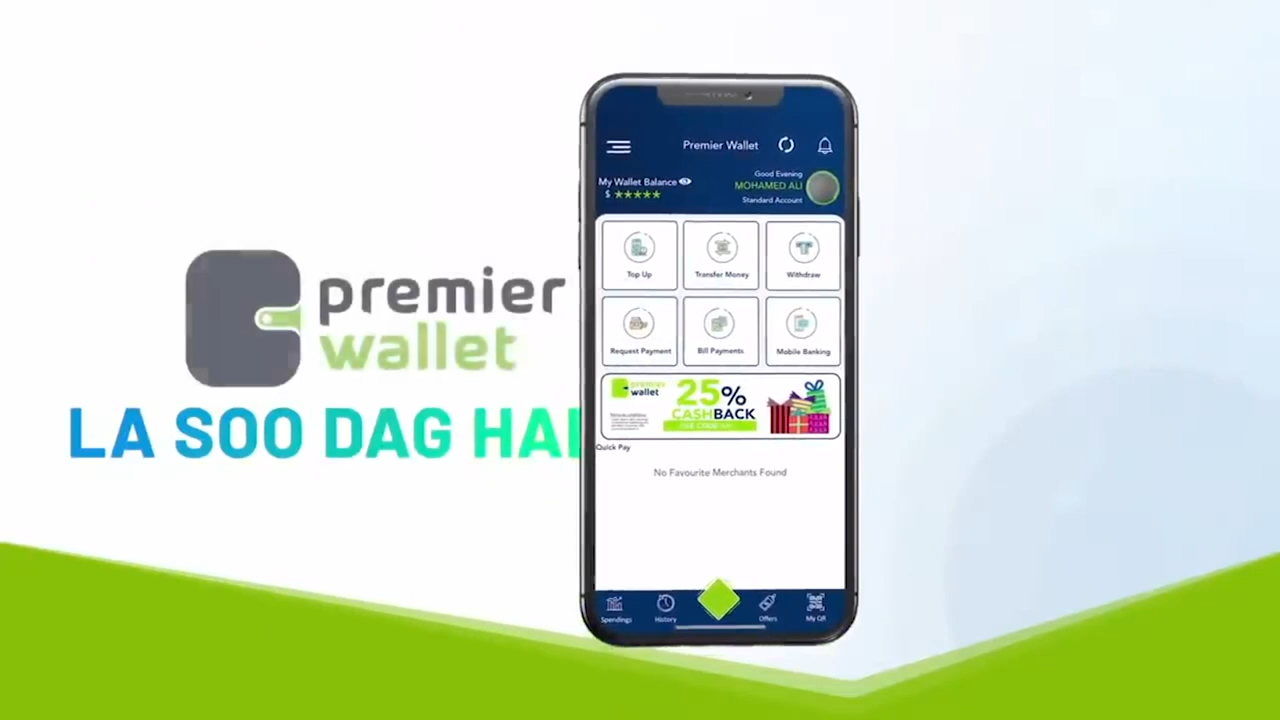 premier
wallet
LA SOO DAG HAI
Premier Wallet
My Wallet Balance
$ *****
Good Evening
MOHAMED ALI
Standard Account
Top Up
Transfer Money
Withdraw
Request Payment
Bill Payments
Mobile Banking
premier
wallet
25%
CASHBACK
Quick Pay
No Favourite Merchants Found
Spendings
History
Offers
My QR